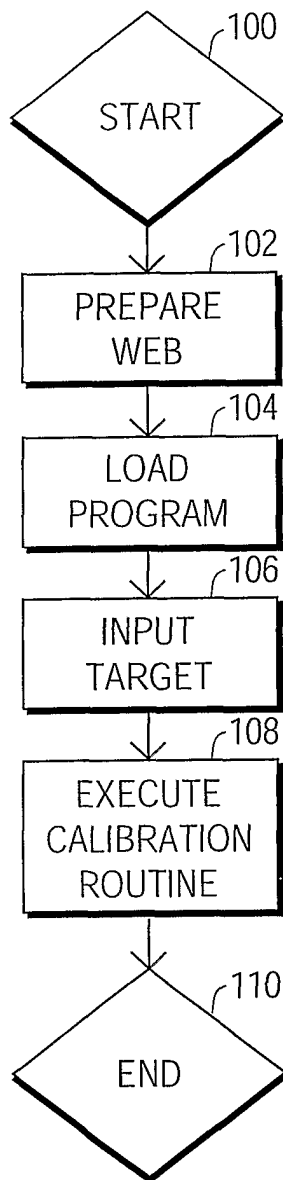 100
START
102
PREPARE
WEB
104
LOAD
PROGRAM
106
INPUT
TARGET
108
EXECUTE
CALIBRATION
ROUTINE
110
END